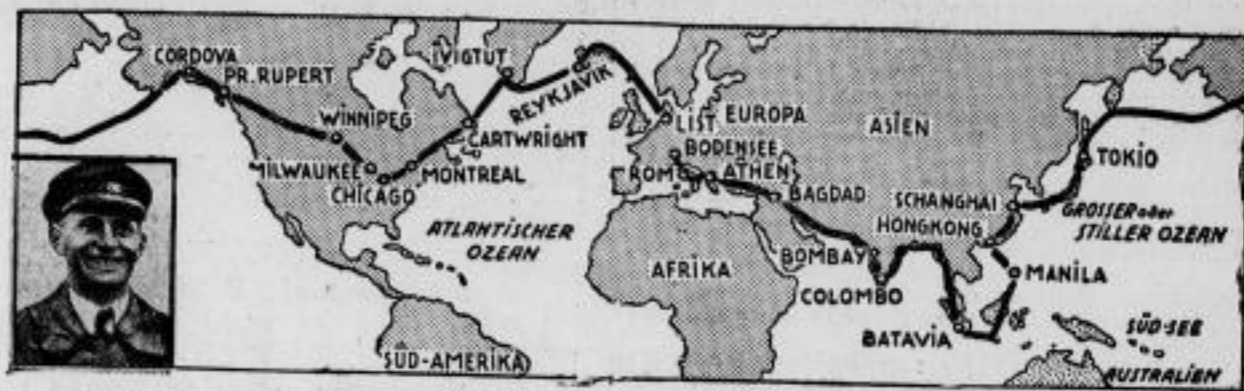 CORDOVA
PR. RUPERT
WINNIPEG
MILWAUKEE
CHICAGO
MONTREAL
CARTWRIGHT
IVIGTUT
REYKJAVIK
LIST
EUROPA
ASIEN
BODENSEE
ROM
ATHEN
BAGDAD
SCHANGHAI
HONGKONG
TOKIO
GROSSER oder
STILLER OZEAN
ATLANTISCHER
OZEAN
AFRIKA
BOMBAY
COLOMBO
MANILA
BATAVIA
SÜD-SEE
AUSTRALIEN
SÜD-AMERIKA